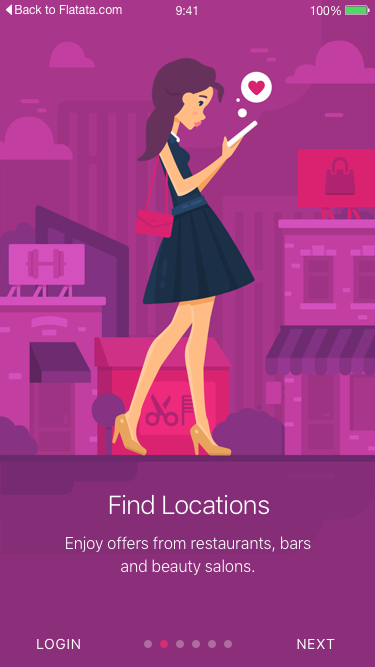 Back to Flatata.com 9:41 100%
Find Locations
Enjoy offers from restaurants, bars
and beauty salons.
LOGIN NEXT